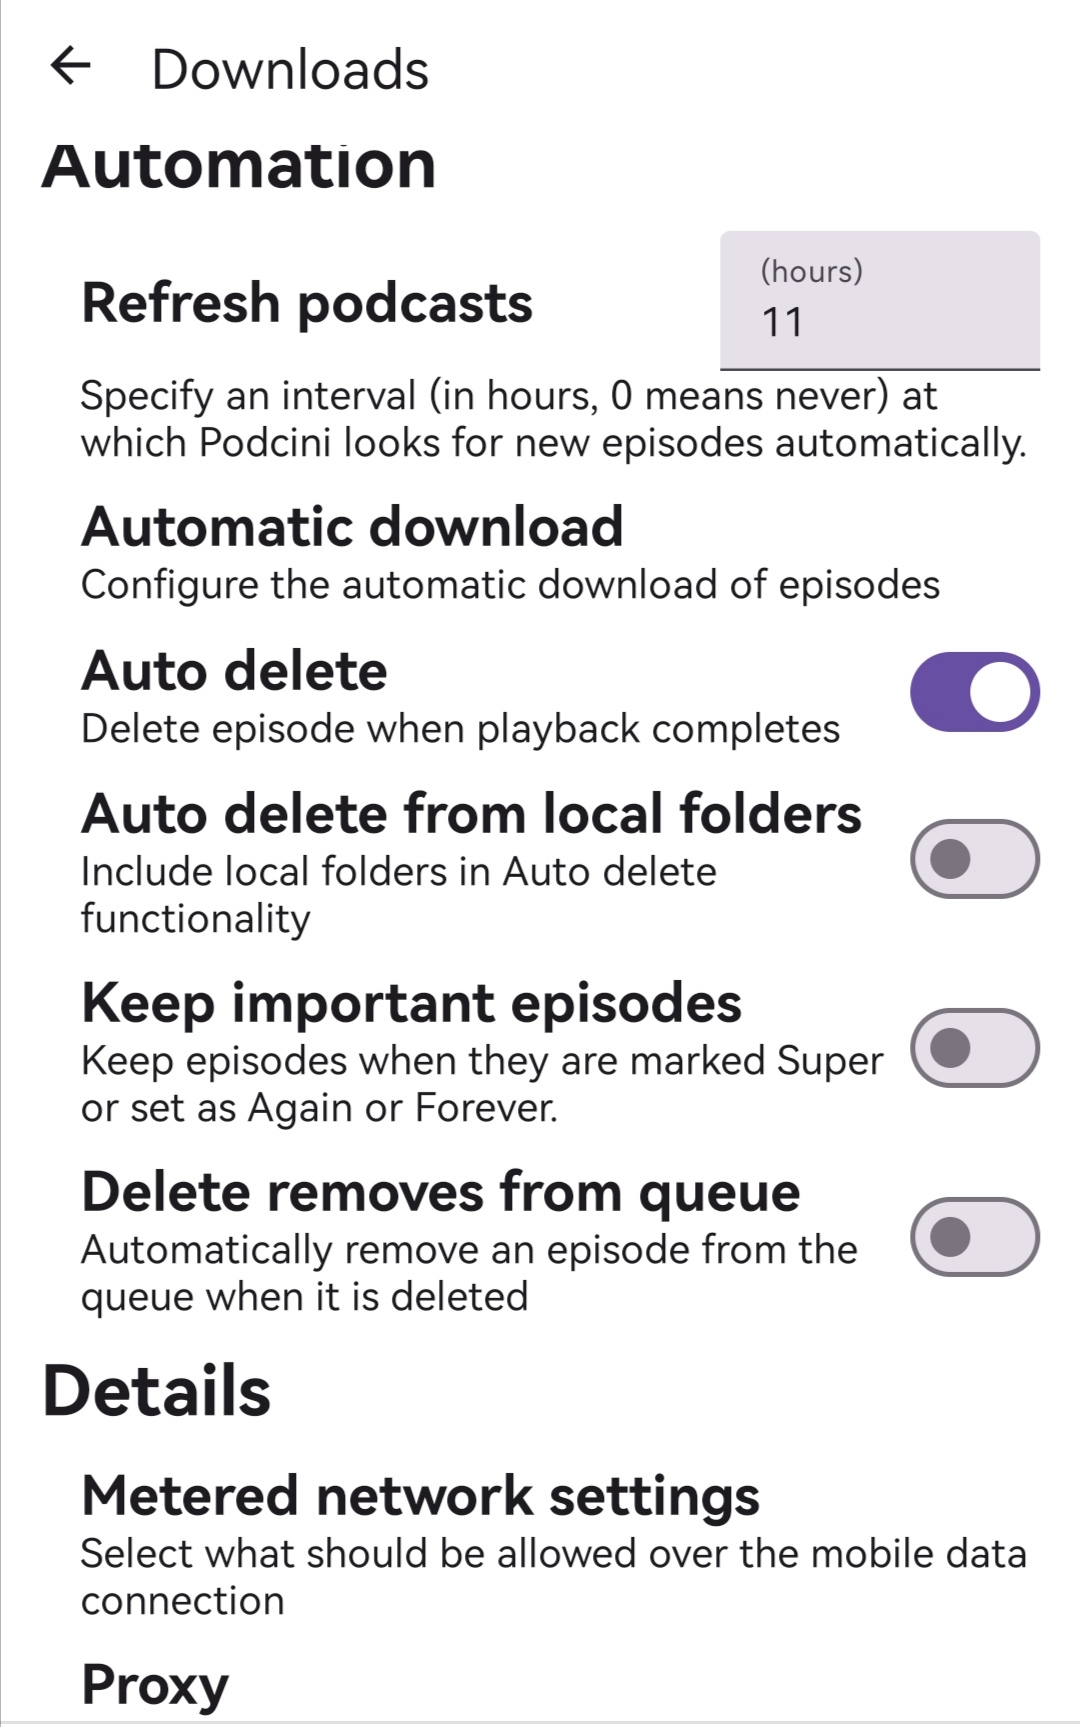 Downloads
Automation
Refresh podcasts
(hours)
11
Specify an interval (in hours, 0 means never) at
which Podcini looks for new episodes automatically.
Automatic download
Configure the automatic download of episodes
Auto delete
Delete episode when playback completes
Auto delete from local folders
Include local folders in Auto delete
functionality
Keep important episodes
Keep episodes when they are marked Super
or set as Again or Forever.
Delete removes from queue
Automatically remove an episode from the
queue when it is deleted
Details
Metered network settings
Select what should be allowed over the mobile data
connection
Proxy